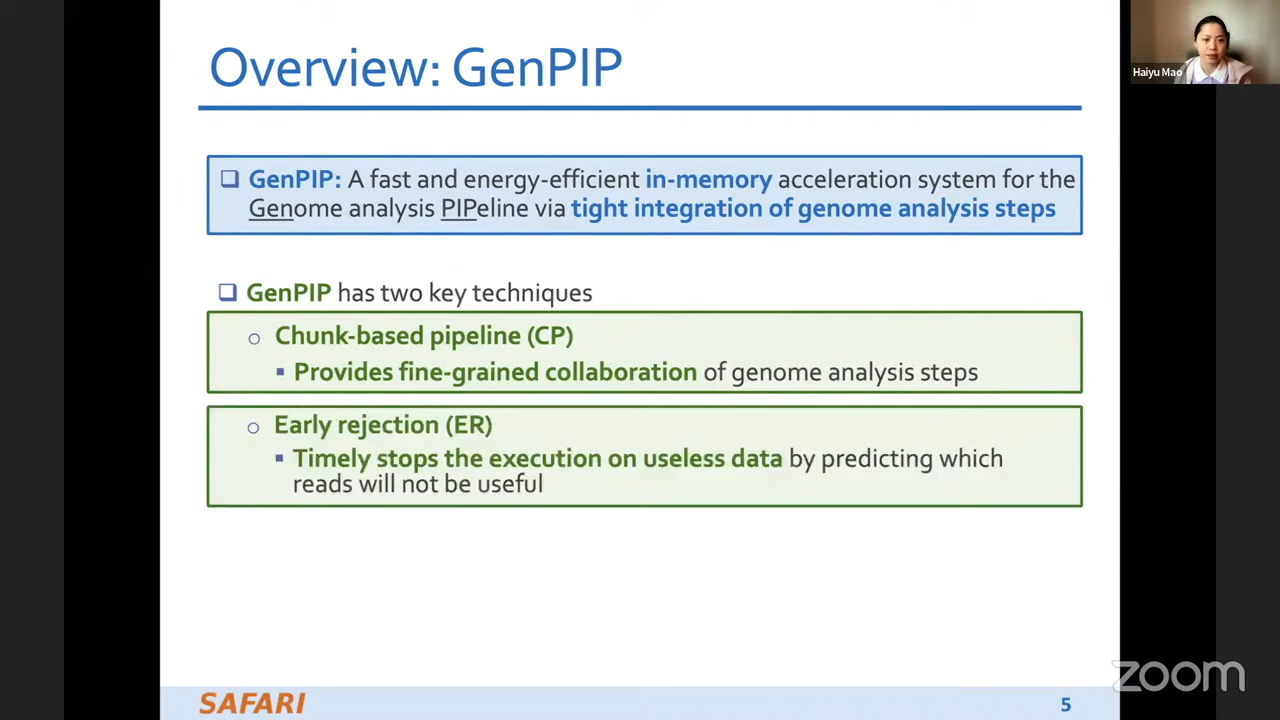 Overview: GenPIP
Haiyu Mao
❑ GenPIP: A fast and energy-efficient in-memory acceleration system for the
Genome analysis PIPeline via tight integration of genome analysis steps
❑ GenPIP has two key techniques
○ Chunk-based pipeline (CP)
▪ Provides fine-grained collaboration of genome analysis steps
○ Early rejection (ER)
▪ Timely stops the execution on useless data by predicting which
reads will not be useful
zoom
SAFARI
5